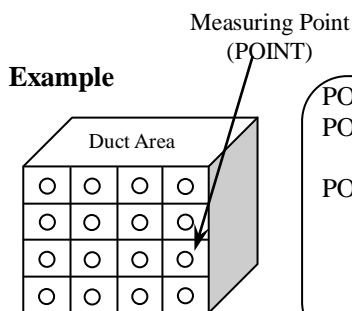 Measuring Point
(POINT)
Example
Duct Area
PO
PO
PO